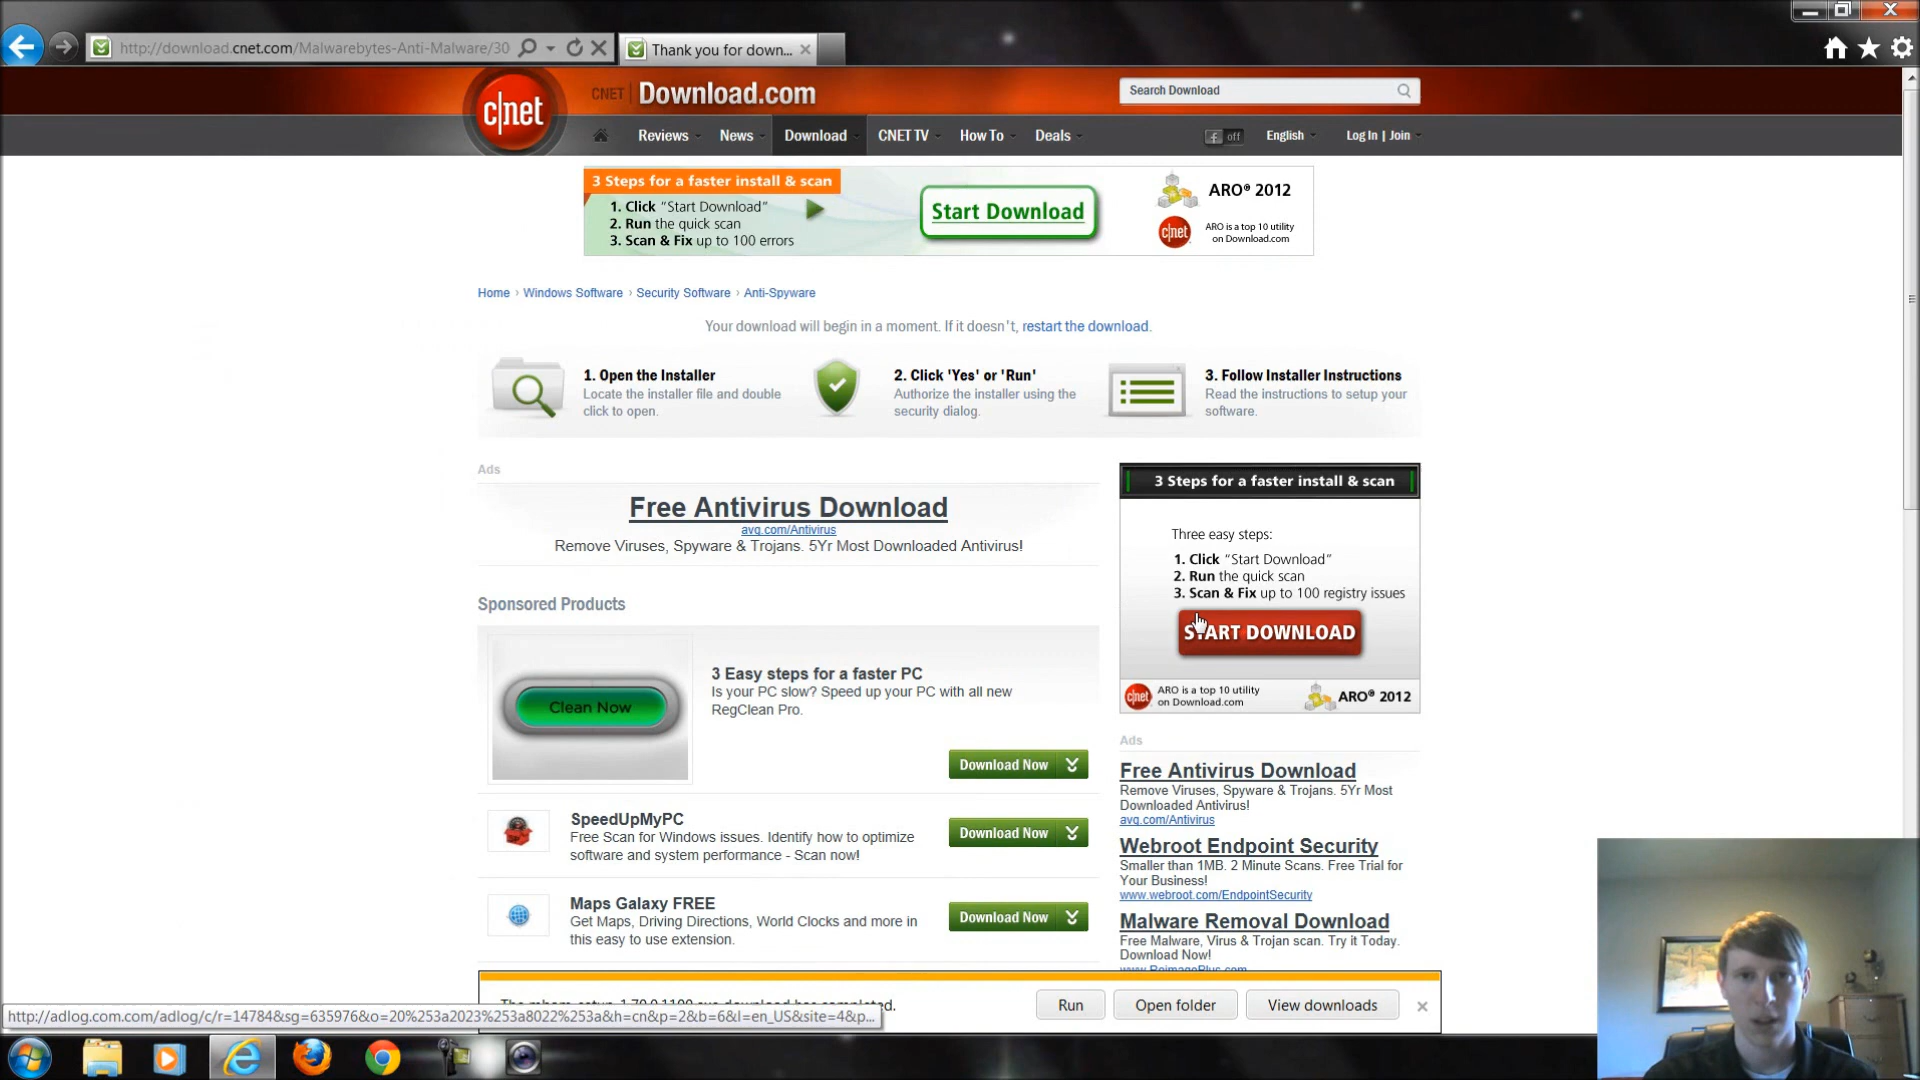 http://download.cnet.com/Malwarebytes-Anti-Malware/30
Thank you for down...
c|net
CNET
Download.com
Search Download
Reviews
News
Download
CNET TV
How To
Deals
f off
English
Log In | Join
3 Steps for a faster install & scan
1. Click “Start Download”
2. Run the quick scan
3. Scan & Fix up to 100 errors
Start Download
ARO® 2012
c|net
ARO is a top 10 utility
on Download.com
Home › Windows Software › Security Software › Anti-Spyware
Your download will begin in a moment. If it doesn't, restart the download.
1. Open the Installer
Locate the installer file and double
click to open.
2. Click 'Yes' or 'Run'
Authorize the installer using the
security dialog.
3. Follow Installer Instructions
Read the instructions to setup your
software.
Ads
Free Antivirus Download
avg.com/Antivirus
Remove Viruses, Spyware & Trojans. 5Yr Most Downloaded Antivirus!
Sponsored Products
Clean Now
3 Easy steps for a faster PC
Is your PC slow? Speed up your PC with all new
RegClean Pro.
Download Now
SpeedUpMyPC
Free Scan for Windows issues. Identify how to optimize
software and system performance - Scan now!
Download Now
Maps Galaxy FREE
Get Maps, Driving Directions, World Clocks and more in
this easy to use extension.
Download Now
3 Steps for a faster install & scan
Three easy steps:
1. Click “Start Download”
2. Run the quick scan
3. Scan & Fix up to 100 registry issues
START DOWNLOAD
c|net
ARO is a top 10 utility
on Download.com
ARO® 2012
Ads
Free Antivirus Download
Remove Viruses, Spyware & Trojans. 5Yr Most
Downloaded Antivirus!
avg.com/Antivirus
Webroot Endpoint Security
Smaller than 1MB. 2 Minute Scans. Free Trial for
Your Business!
www.webroot.com/EndpointSecurity
Malware Removal Download
Free Malware, Virus & Trojan scan. Try it Today.
Download Now!
www.ReimagePlus.com
download has completed.
Run
Open folder
View downloads
http://adlog.com.com/adlog/c/r=14784&sg=635976&o=20%253a2023%253a8022%253a&h=cn&p=2&b=6&l=en_US&site=4&p...